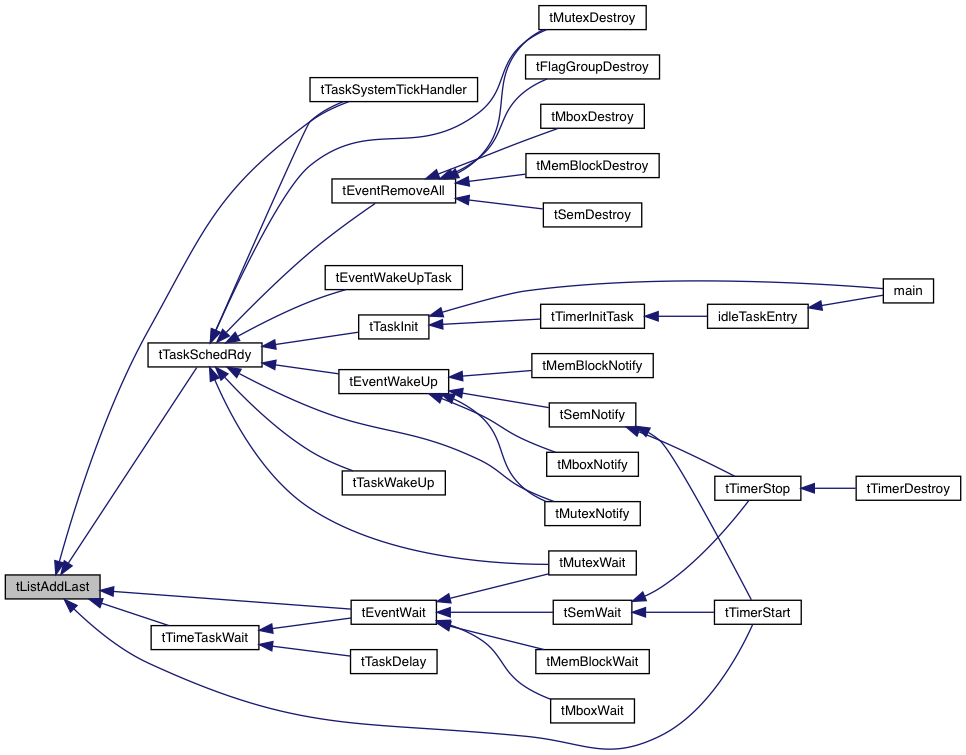 tMutexDestroy
tFlagGroupDestroy
tTaskSystemTickHandler
tMboxDestroy
tMemBlockDestroy
tEventRemoveAll
tSemDestroy
tEventWakeUpTask
main
tTaskInit
tTimerInitTask
idleTaskEntry
tTaskSchedRdy
tMemBlockNotify
tEventWakeUp
tSemNotify
tMboxNotify
tTaskWakeUp
tTimerStop
tTimerDestroy
tMutexNotify
tMutexWait
tListAddLast
tEventWait
tSemWait
tTimerStart
tTimeTaskWait
tTaskDelay
tMemBlockWait
tMboxWait